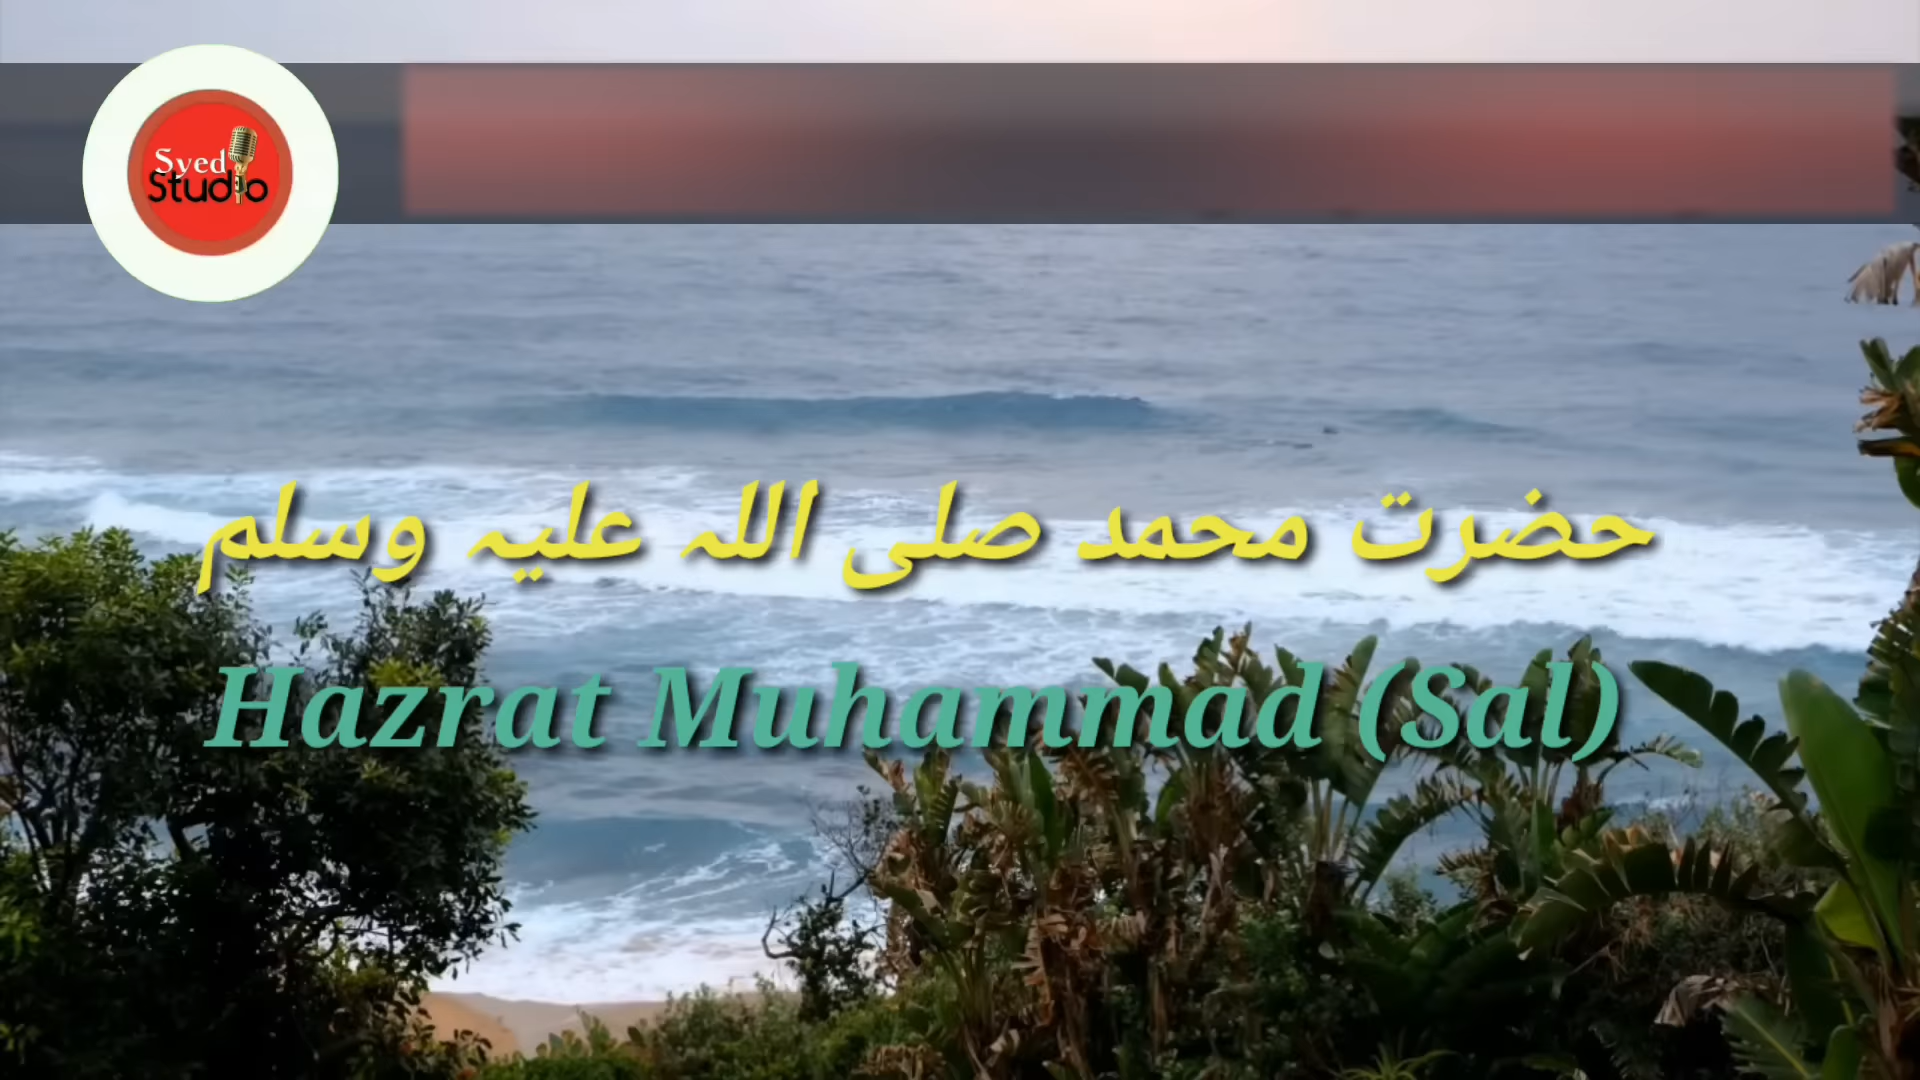 Syed
Studio
حضرت محمد صلی اللہ علیہ وسلم
Hazrat Muhammad (Sal)